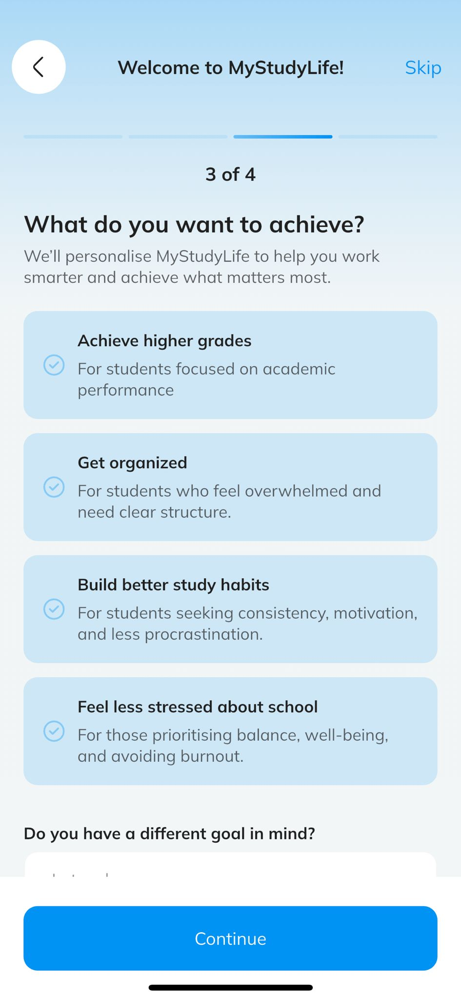 Welcome to MyStudyLife!
Skip
3 of 4
What do you want to achieve?
We’ll personalise MyStudyLife to help you work
smarter and achieve what matters most.
Achieve higher grades
For students focused on academic
performance
Get organized
For students who feel overwhelmed and
need clear structure.
Build better study habits
For students seeking consistency, motivation,
and less procrastination.
Feel less stressed about school
For those prioritising balance, well-being,
and avoiding burnout.
Do you have a different goal in mind?
Continue